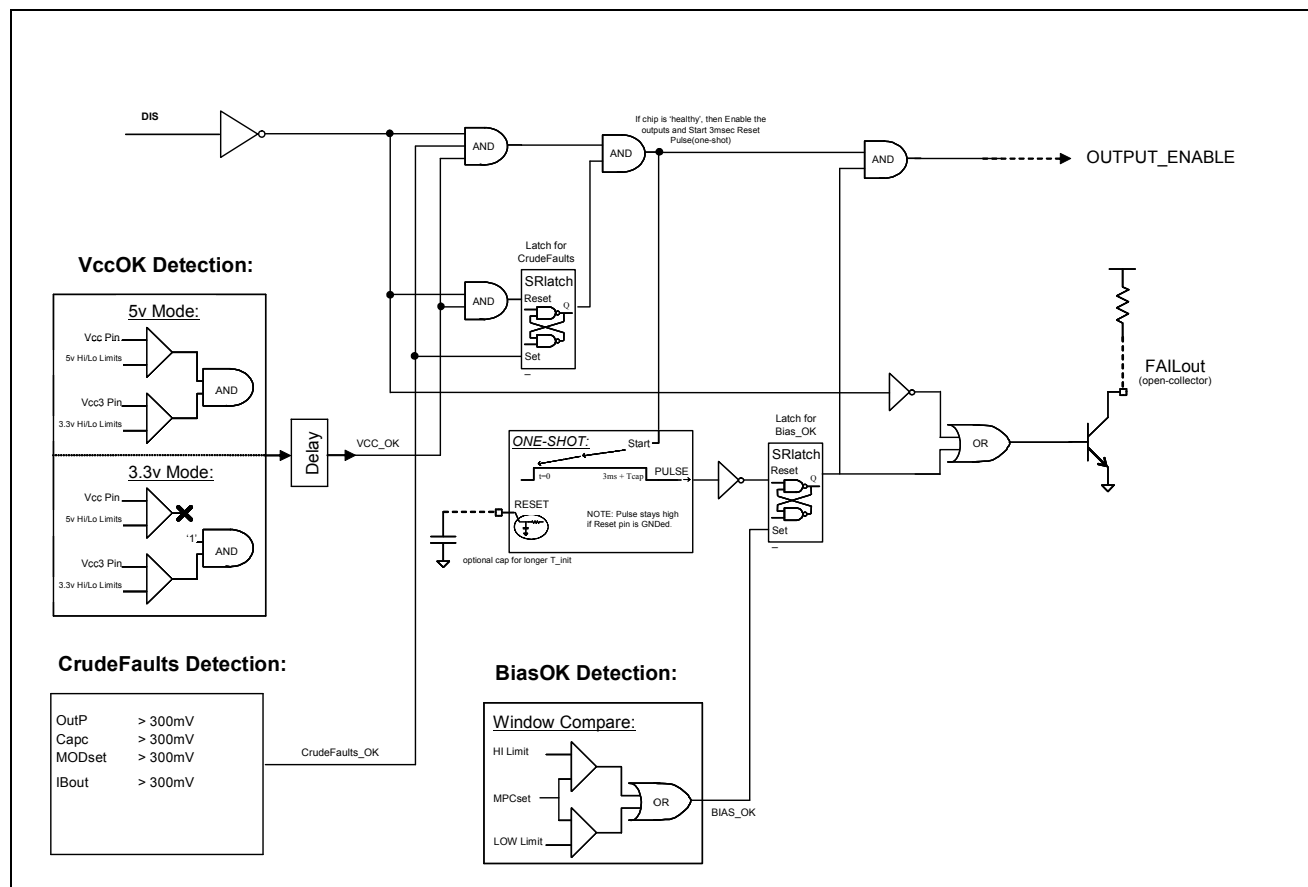 DIS
AND
If chip is 'healthy', then Enable the
outputs and Start 3msec Reset
Pulse(one-shot)
AND
AND
OUTPUT_ENABLE
Latch for
CrudeFaults
SRlatch
Reset
Q
Set
AND
VccOK Detection:
5v Mode:
Vcc Pin
5v Hi/Lo Limits
AND
Vcc3 Pin
3.3v Hi/Lo Limits
3.3v Mode:
Vcc Pin
5v Hi/Lo Limits
'1'
AND
Vcc3 Pin
3.3v Hi/Lo Limits
Delay
VCC_OK
ONE-SHOT:
Start
t=0
3ms + Tcap
PULSE
RESET
NOTE: Pulse stays high
if Reset pin is GNDed.
optional cap for longer T_init
Latch for
Bias_OK
SRlatch
Reset
Q
Set
OR
FAILout
(open-collector)
CrudeFaults Detection:
OutP > 300mV
Capc > 300mV
MODset > 300mV
IBout > 300mV
CrudeFaults_OK
BiasOK Detection:
Window Compare:
HI Limit
MPCset
LOW Limit
OR
BIAS_OK